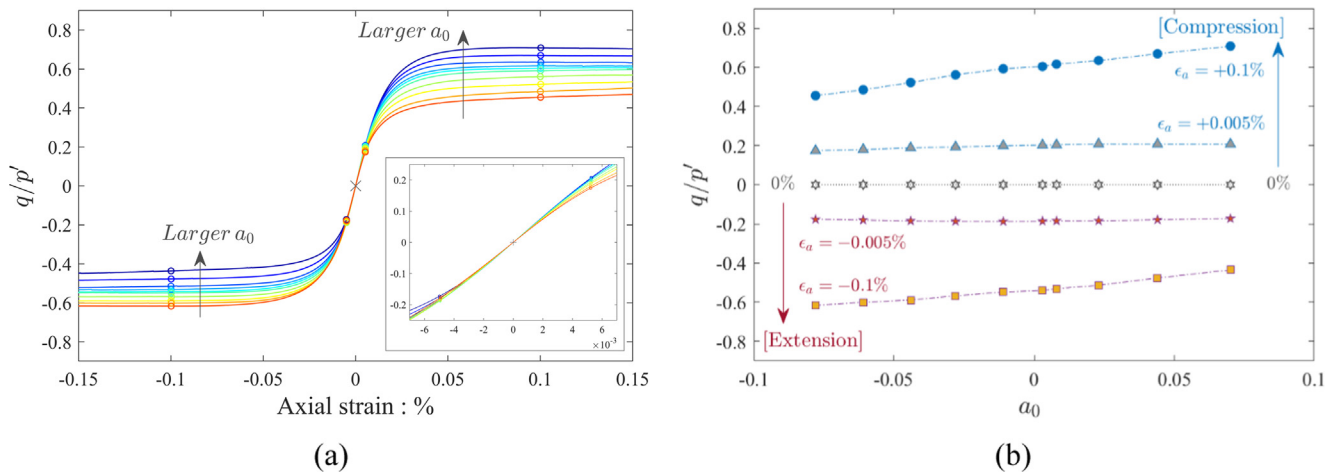 0.8
0.6
0.4
0.2
0
-0.2
-0.4
-0.6
-0.8
q/p′
Larger a₀
Larger a₀
0.2
0.1
0
-0.1
-0.2
-6 -4 -2 0 2 4 6
×10⁻³
-0.15 -0.1 -0.05 0 0.05 0.1 0.15
Axial strain : %
(a)
0.8
0.6
0.4
0.2
0
-0.2
-0.4
-0.6
-0.8
q/p′
[Compression]
ϵₐ = +0.1%
ϵₐ = +0.005%
0% 0%
ϵₐ = −0.005%
ϵₐ = −0.1%
[Extension]
-0.1 -0.05 0 0.05 0.1
a₀
(b)